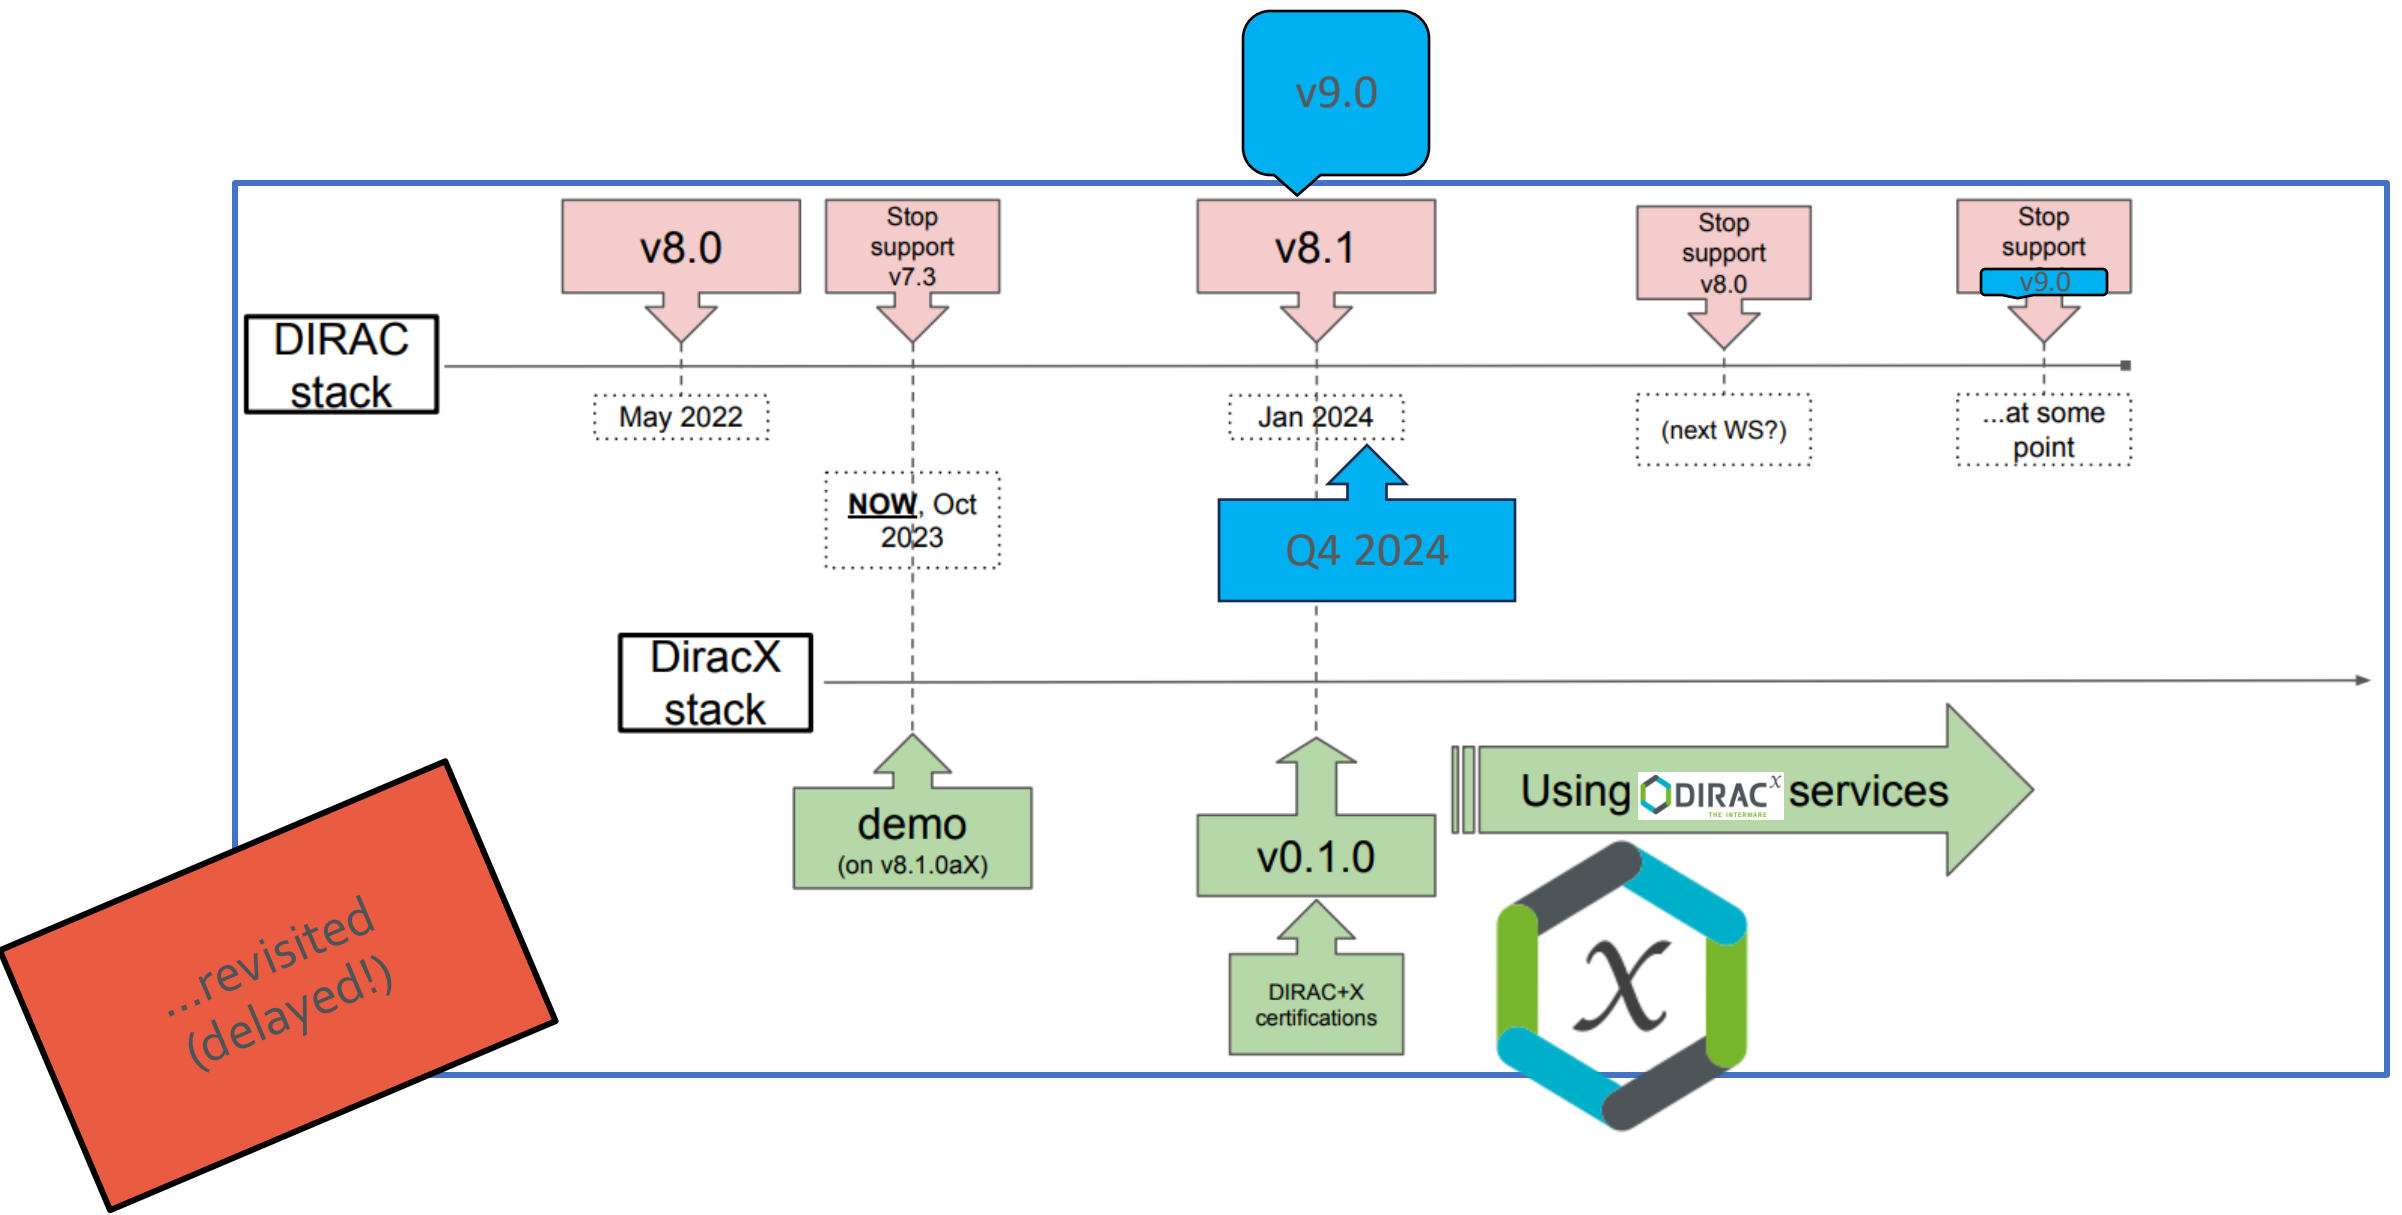 v9.0
v8.0
Stop
support
v7.3
v8.1
Stop
support
v8.0
Stop
support
v9.0
DIRAC
stack
May 2022
Jan 2024
(next WS?)
...at some
point
NOW, Oct
2023
Q4 2024
DiracX
stack
demo
(on v8.1.0aX)
v0.1.0
Using DIRACX services
THE INTERWARE
DIRAC+X
certifications
x
...revisited
(delayed!)